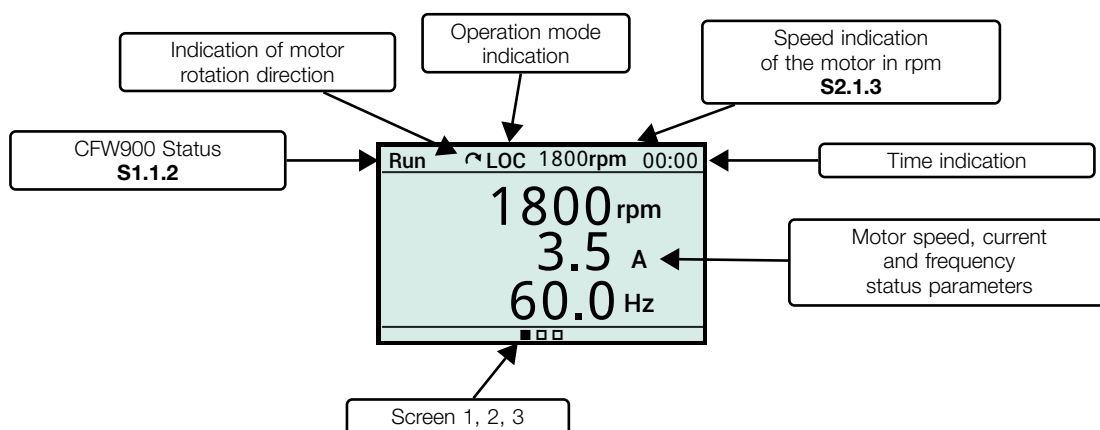 Indication of motor
rotation direction
Operation mode
indication
Speed indication
of the motor in rpm
S2.1.3
CFW900 Status
S1.1.2
Run LOC 1800rpm 00:00
Time indication
1800 rpm
3.5 A
60.0 Hz
Motor speed, current
and frequency
status parameters
Screen 1, 2, 3